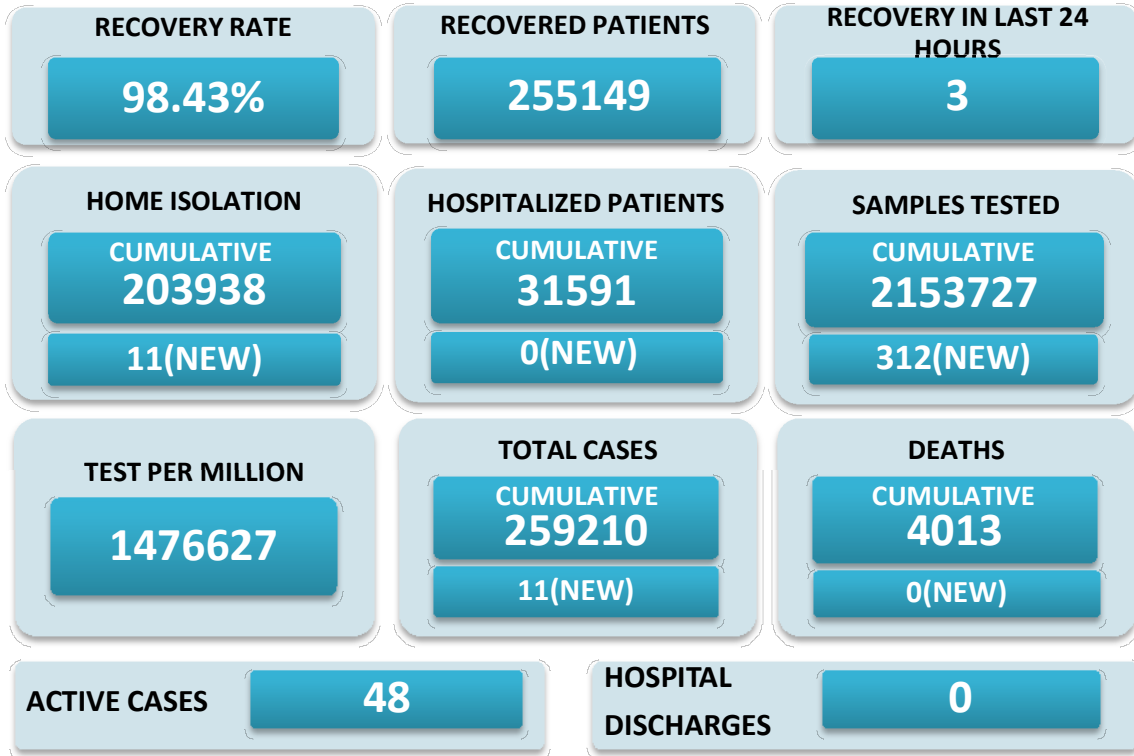 RECOVERY RATE
98.43%
RECOVERED PATIENTS
255149
RECOVERY IN LAST 24
HOURS
3
HOME ISOLATION
CUMULATIVE
203938
11(NEW)
HOSPITALIZED PATIENTS
CUMULATIVE
31591
0(NEW)
SAMPLES TESTED
CUMULATIVE
2153727
312(NEW)
TEST PER MILLION
1476627
TOTAL CASES
CUMULATIVE
259210
11(NEW)
DEATHS
CUMULATIVE
4013
0(NEW)
ACTIVE CASES
48
HOSPITAL
DISCHARGES
0